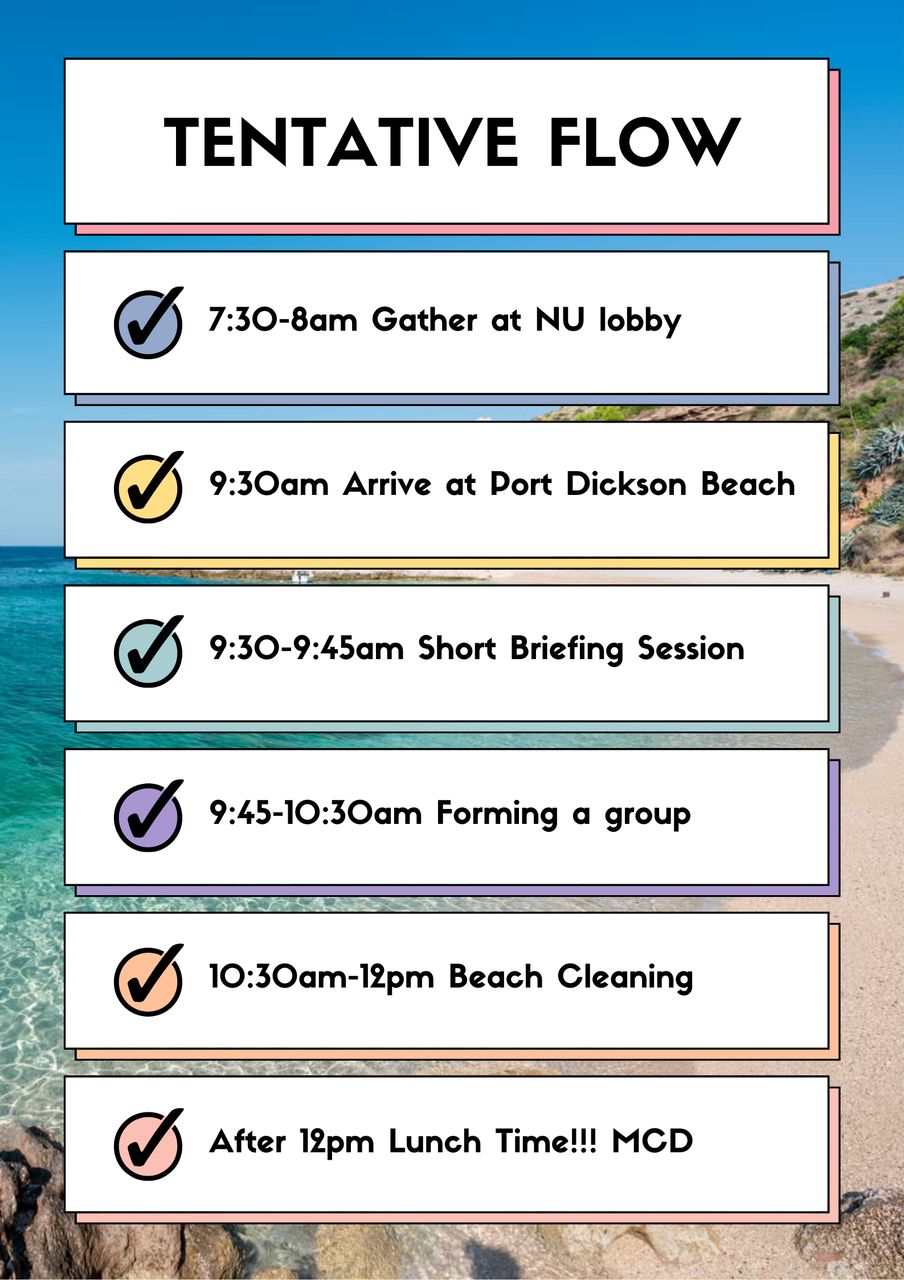 TENTATIVE FLOW
7:30-8am Gather at NU lobby
9:30am Arrive at Port Dickson Beach
9:30-9:45am Short Briefing Session
9:45-10:30am Forming a group
10:30am-12pm Beach Cleaning
After 12pm Lunch Time!!! MCD